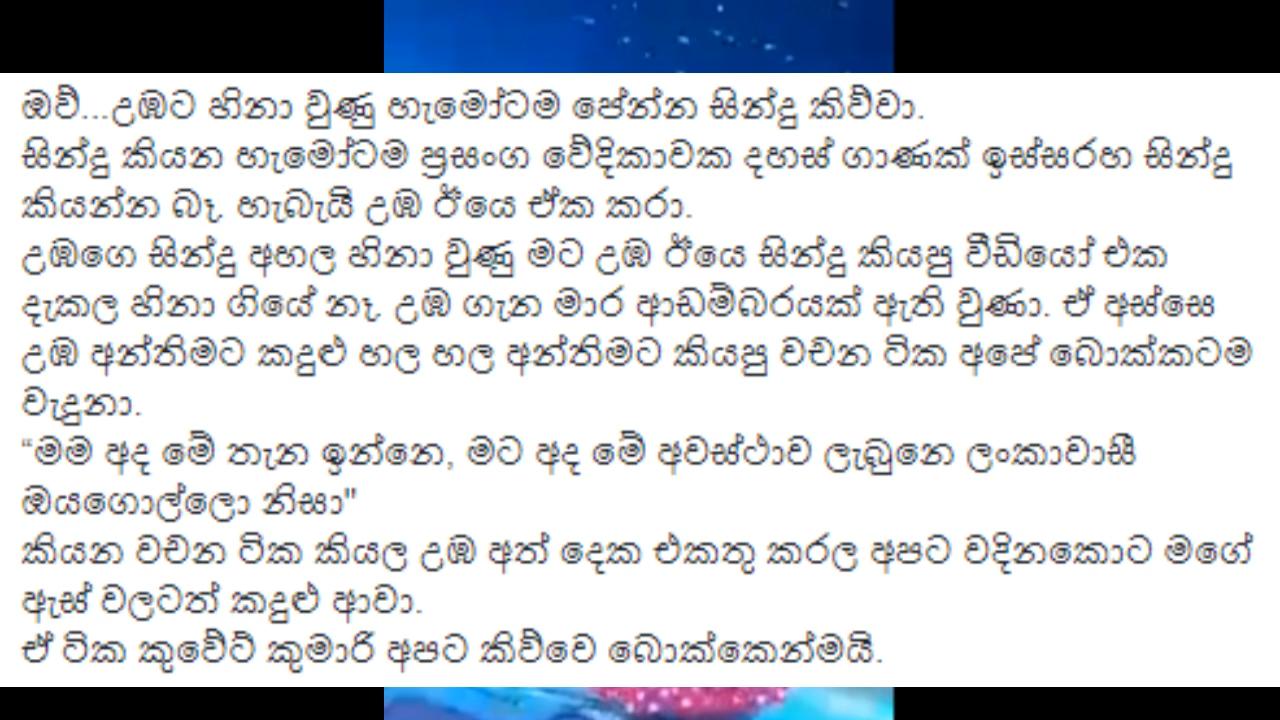 ඔව්...උඹට හිනා වුණු හැමෝටම පේන්න සින්දු කිව්වා.
සින්දු කියන හැමෝටම ප්‍රසංග වේදිකාවක දහස් ගාණක් ඉස්සරහ සින්දු
කියන්න බෑ. හැබැයි උඹ ඊයෙ ඒක කරා.
උඹගෙ සින්දු අහල හිනා වුණු මට උඹ ඊයෙ සින්දු කියපු වීඩියෝ එක
දැකල හිනා ගියේ නෑ. උඹ ගැන මාර ආඩම්බරයක් ඇති වුණා. ඒ අස්සෙ
උඹ අන්තිමට කදුළු හල හල අන්තිමට කියපු වචන ටික අපේ බොක්කටම
වැදුනා.
“මම අද මේ තැන ඉන්නෙ, මට අද මේ අවස්ථාව ලැබුනෙ ලංකාවාසී
ඔයගොල්ලො නිසා"
කියන වචන ටික කියල උඹ අත් දෙක එකතු කරල අපට වදිනකොට මගේ
ඇස් වලටත් කදුළු ආවා.
ඒ ටික කුවේට් කුමාරි අපට කිව්වෙ බොක්කෙන්මයි.